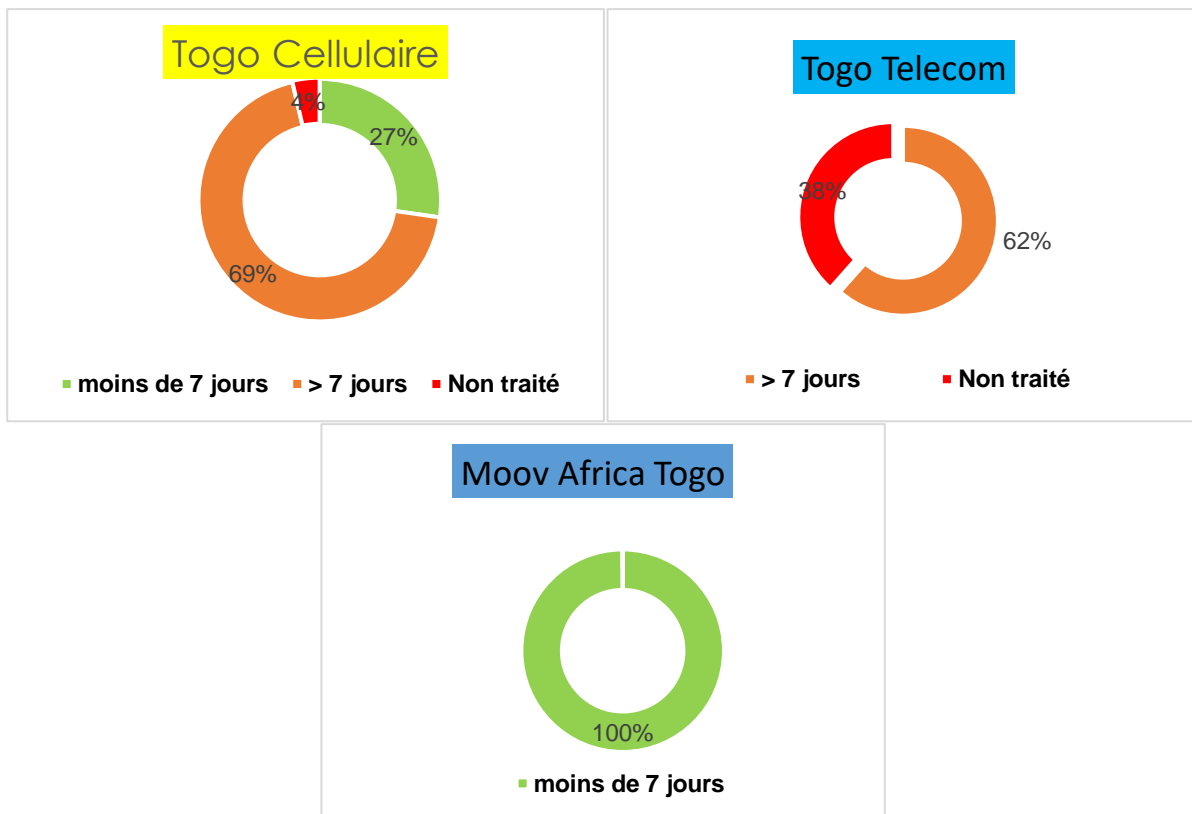 Togo Cellulaire
4%
27%
69%
moins de 7 jours > 7 jours Non traité
Togo Telecom
38%
62%
> 7 jours Non traité
Moov Africa Togo
100%
moins de 7 jours